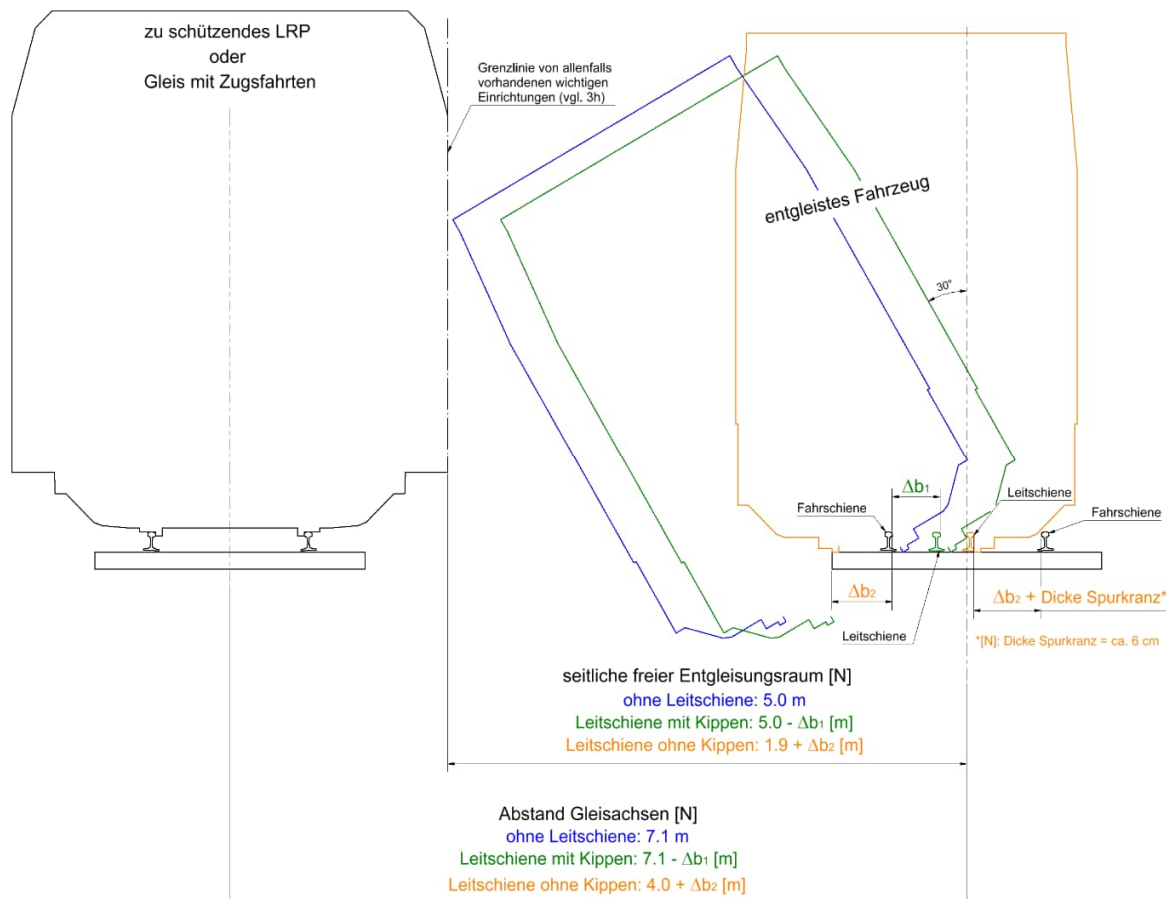 zu schützendes LRP
oder
Gleis mit Zugsfahrten
Grenzlinie von allenfalls
vorhandenen wichtigen
Einrichtungen (vgl. 3h)
entgleistes Fahrzeug
30°
Δb1
Leitschiene
Fahrschiene
Fahrschiene
Δb2
Δb2 + Dicke Spurkranz*
Leitschiene
*[N]: Dicke Spurkranz = ca. 6 cm
seitliche freier Entgleisungsraum [N]
ohne Leitschiene: 5.0 m
Leitschiene mit Kippen: 5.0 - Δb1 [m]
Leitschiene ohne Kippen: 1.9 + Δb2 [m]
Abstand Gleisachsen [N]
ohne Leitschiene: 7.1 m
Leitschiene mit Kippen: 7.1 - Δb1 [m]
Leitschiene ohne Kippen: 4.0 + Δb2 [m]